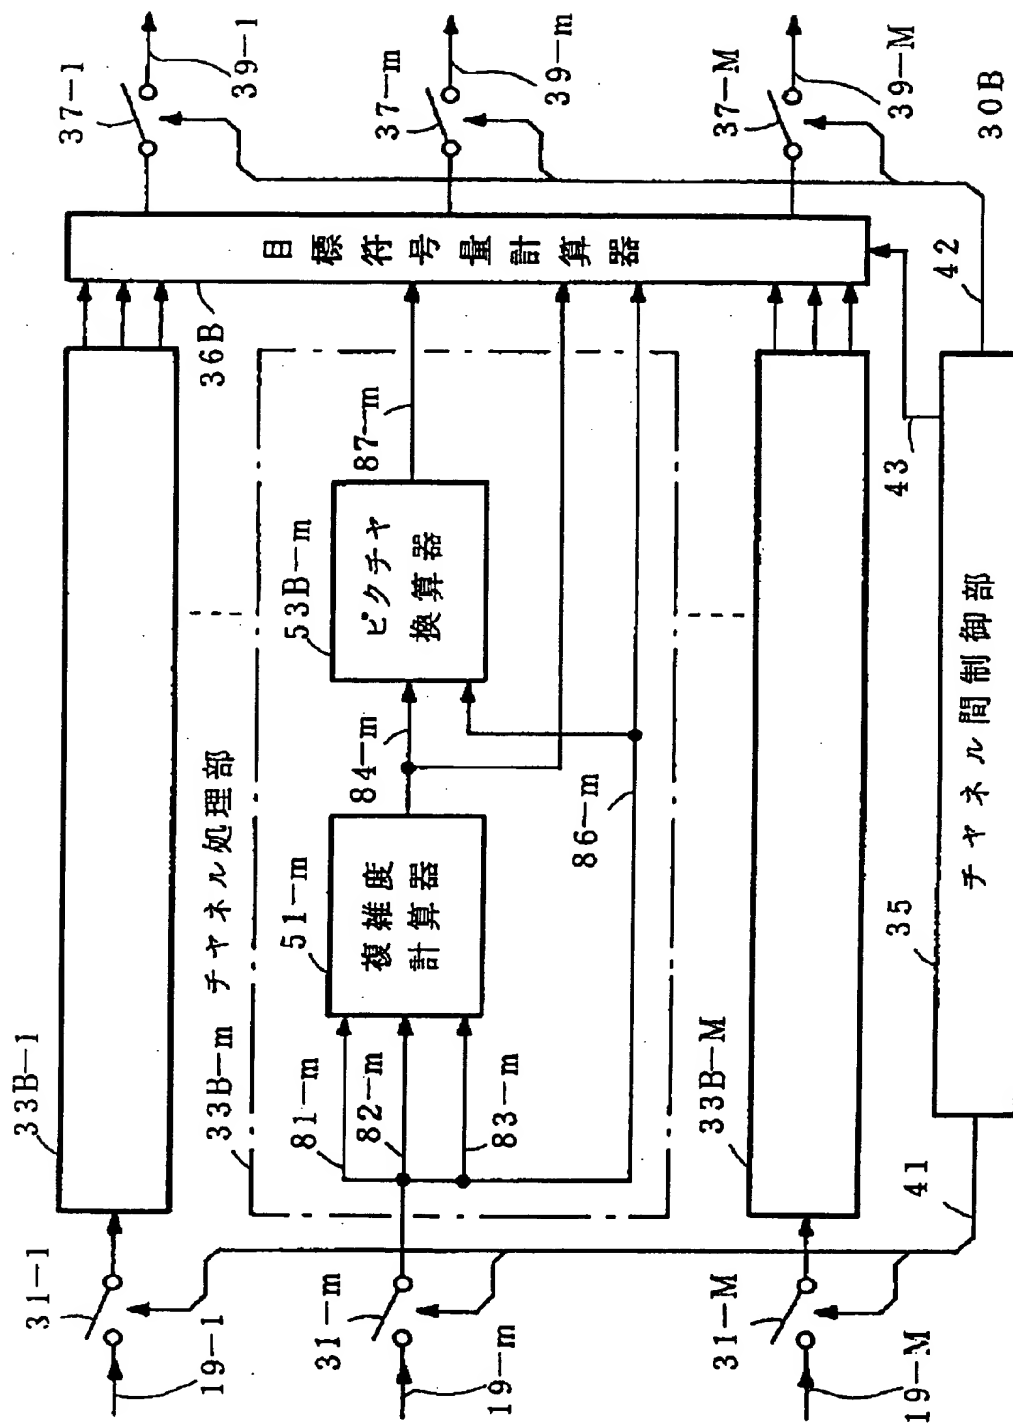 31-1
19-1
33B-1
37-1
39-1
36B
目標符号量計算器
33B-m チャネル処理部
31-m
19-m
81-m
82-m
83-m
51-m
複雑度
計算器
84-m
86-m
53B-m
ピクチャ
換算器
87-m
37-m
39-m
31-M
19-M
33B-M
37-M
39-M
41
35
チャネル間制御部
43
42
30B